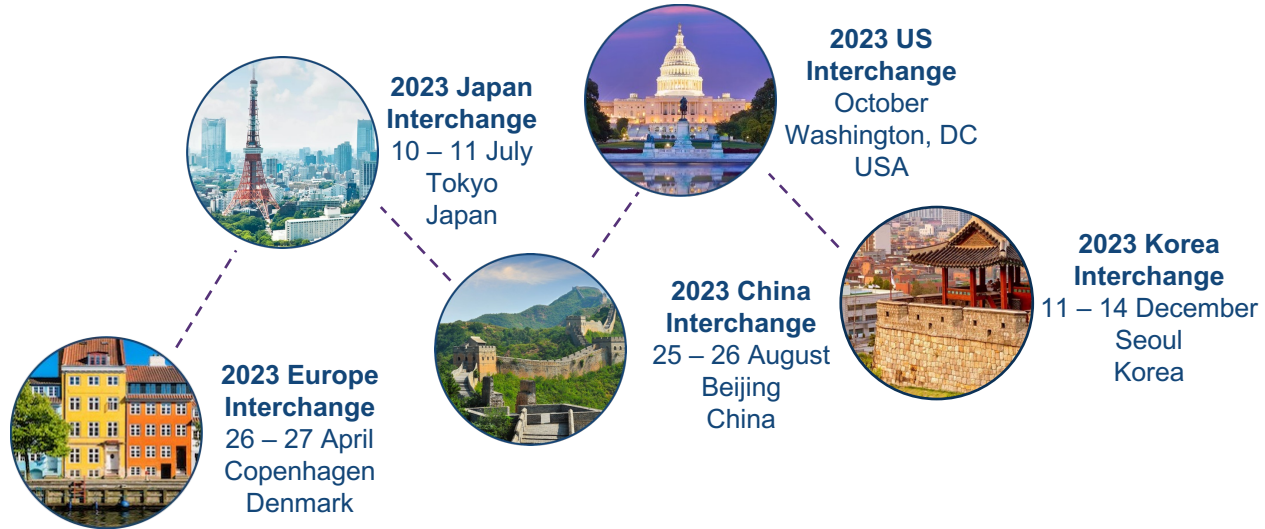 2023 Europe
Interchange
26 – 27 April
Copenhagen
Denmark
2023 Japan
Interchange
10 – 11 July
Tokyo
Japan
2023 China
Interchange
25 – 26 August
Beijing
China
2023 US
Interchange
October
Washington, DC
USA
2023 Korea
Interchange
11 – 14 December
Seoul
Korea